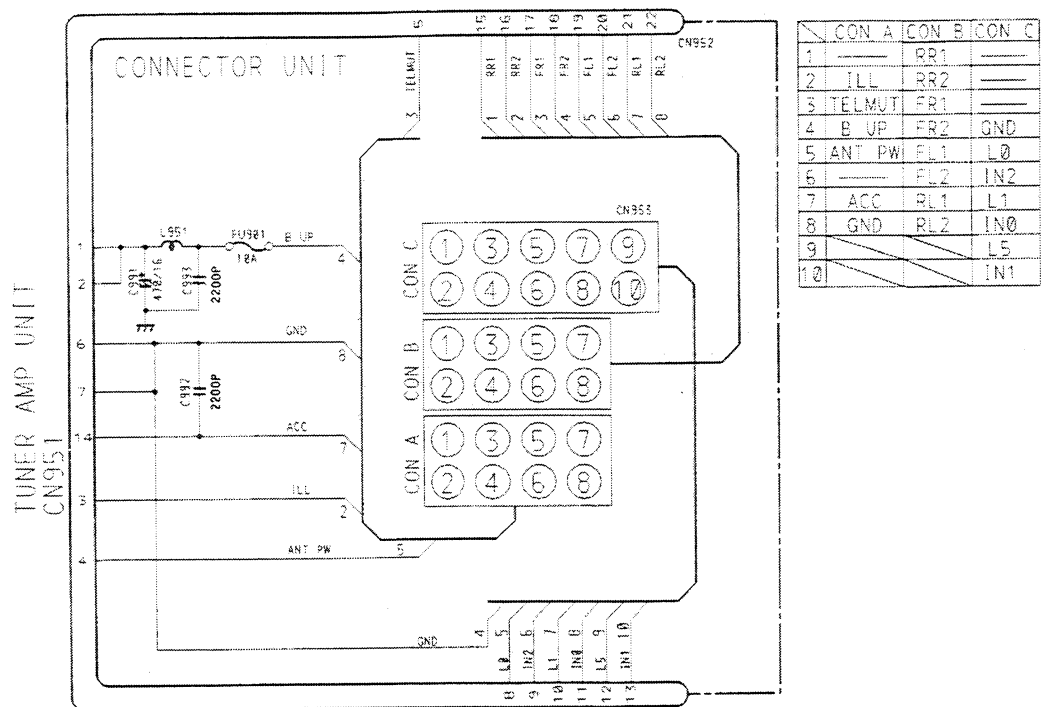 5 15 16 17 18 19 20 21 22
CN952
CONNECTOR UNIT
TELMUT RR1 RR2 FR1 FR2 FL1 FL2 RL1 RL2
3 1 2 3 4 5 6 7 8
CN953
1 L951 FU901 B UP
10A
4
2 C991 470/16 C993 2200P
CON C
1 3 5 7 9
2 4 6 8 10
6 GND
8
7 C992 2200P
CON B
1 3 5 7
2 4 6 8
14 ACC
7
CON A
1 3 5 7
2 4 6 8
3 ILL
2
4 ANT PW 5
TUNER AMP UNIT
CN951
GND
4 5 6 7 8 9 10
L0 IN2 L1 IN0 L5 IN1
8 9 10 11 12 13
CON A CON B CON C
1 — RR1 —
2 ILL RR2 —
3 TELMUT FR1 —
4 B UP FR2 GND
5 ANT PW FL1 L0
6 — FL2 IN2
7 ACC RL1 L1
8 GND RL2 IN0
9 L5
10 IN1